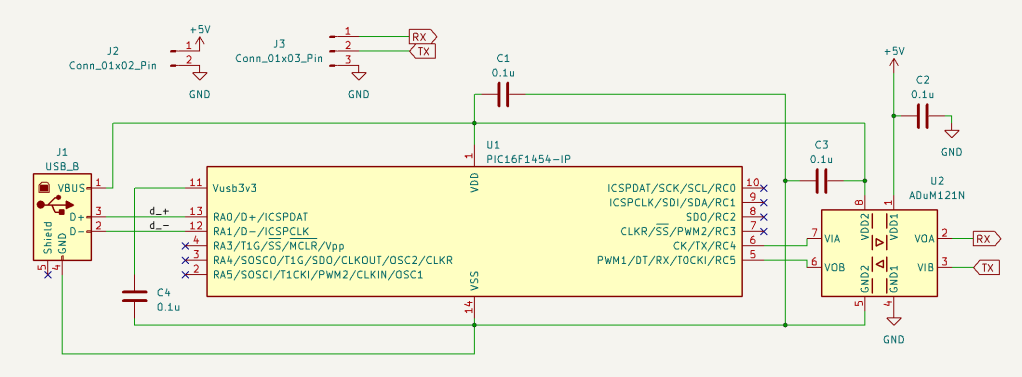 +5V
J2
Conn_01x02_Pin
1
2
GND
J3
Conn_01x03_Pin
1
2
3
RX
TX
GND
C1
0.1u
+5V
C2
0.1u
GND
J1
USB_B
VBUS
1
D+
3
D-
2
Shield
GND
5
4
d_+
d_-
C4
0.1u
U1
PIC16F1454-IP
1
VDD
11
Vusb3v3
13
RA0/D+/ICSPDAT
12
RA1/D-/ICSPCLK
4
RA3/T1G/SS/MCLR/Vpp
3
RA4/SOSCO/T1G/SDO/CLKOUT/OSC2/CLKR
2
RA5/SOSCI/T1CKI/PWM2/CLKIN/OSC1
ICSPDAT/SCK/SCL/RC0
10
ICSPCLK/SDI/SDA/RC1
9
SDO/RC2
8
CLKR/SS/PWM2/RC3
7
CK/TX/RC4
6
PWM1/DT/RX/T0CKI/RC5
5
VSS
14
C3
0.1u
U2
ADuM121N
8
1
VDD2
VDD1
7
VIA
VOA
2
RX
6
VOB
VIB
3
TX
GND2
GND1
5
4
GND